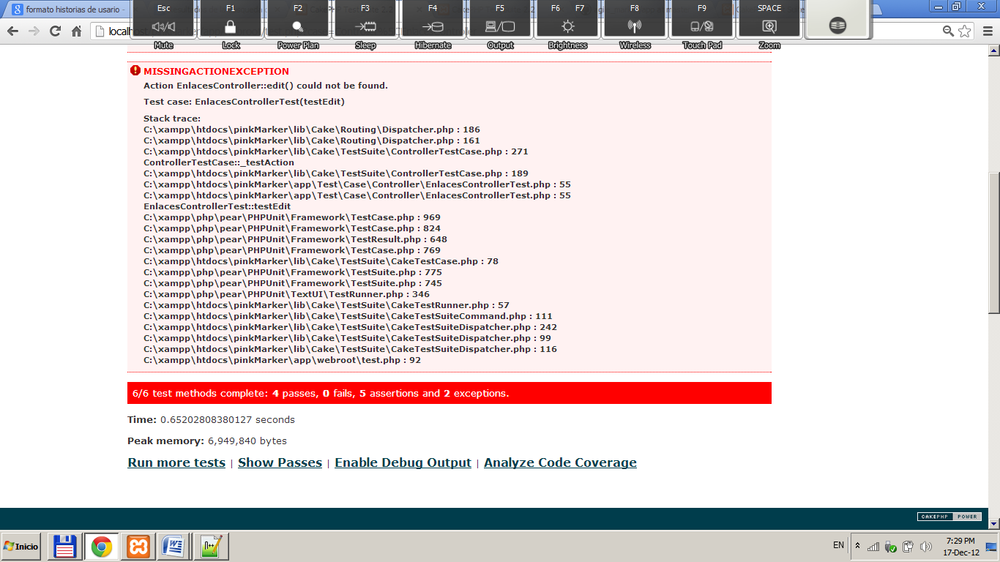 formato historias de usario -
Esc F1 F2 F3 F4 F5 F6 F7 F8 F9 SPACE
Mute Lock Power Plan Sleep Hibernate Output Brightness Wireless Touch Pad Zoom
localhost
MISSINGACTIONEXCEPTION
Action EnlacesController::edit() could not be found.
Test case: EnlacesControllerTest(testEdit)
Stack trace:
C:\xampp\htdocs\pinkMarker\lib\Cake\Routing\Dispatcher.php : 186
C:\xampp\htdocs\pinkMarker\lib\Cake\Routing\Dispatcher.php : 161
C:\xampp\htdocs\pinkMarker\lib\Cake\TestSuite\ControllerTestCase.php : 271
ControllerTestCase::_testAction
C:\xampp\htdocs\pinkMarker\lib\Cake\TestSuite\ControllerTestCase.php : 189
C:\xampp\htdocs\pinkMarker\app\Test\Case\Controller\EnlacesControllerTest.php : 55
C:\xampp\htdocs\pinkMarker\app\Test\Case\Controller\EnlacesControllerTest.php : 55
EnlacesControllerTest::testEdit
C:\xampp\php\pear\PHPUnit\Framework\TestCase.php : 969
C:\xampp\php\pear\PHPUnit\Framework\TestCase.php : 824
C:\xampp\php\pear\PHPUnit\Framework\TestResult.php : 648
C:\xampp\php\pear\PHPUnit\Framework\TestCase.php : 769
C:\xampp\htdocs\pinkMarker\lib\Cake\TestSuite\CakeTestCase.php : 78
C:\xampp\php\pear\PHPUnit\Framework\TestSuite.php : 775
C:\xampp\php\pear\PHPUnit\Framework\TestSuite.php : 745
C:\xampp\php\pear\PHPUnit\TextUI\TestRunner.php : 346
C:\xampp\htdocs\pinkMarker\lib\Cake\TestSuite\CakeTestRunner.php : 57
C:\xampp\htdocs\pinkMarker\lib\Cake\TestSuite\CakeTestSuiteCommand.php : 111
C:\xampp\htdocs\pinkMarker\lib\Cake\TestSuite\CakeTestSuiteDispatcher.php : 242
C:\xampp\htdocs\pinkMarker\lib\Cake\TestSuite\CakeTestSuiteDispatcher.php : 99
C:\xampp\htdocs\pinkMarker\lib\Cake\TestSuite\CakeTestSuiteDispatcher.php : 116
C:\xampp\htdocs\pinkMarker\app\webroot\test.php : 92
6/6 test methods complete: 4 passes, 0 fails, 5 assertions and 2 exceptions.
Time: 0.65202808380127 seconds
Peak memory: 6,949,840 bytes
Run more tests | Show Passes | Enable Debug Output | Analyze Code Coverage
CAKEPHP POWER
Inicio
EN
7:29 PM
17-Dec-12